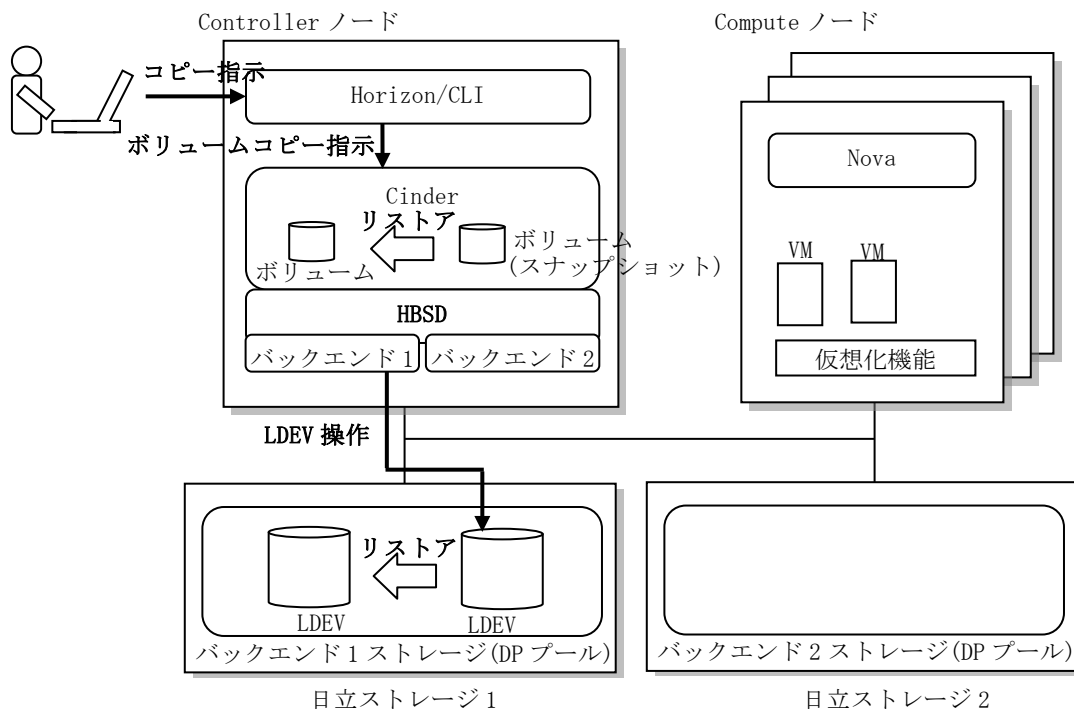 Controller ノード
Compute ノード
コピー指示
Horizon/CLI
ボリュームコピー指示
Nova
Cinder
リストア
ボリューム
ボリューム
(スナップショット)
VM
VM
HBSD
バックエンド1
バックエンド2
仮想化機能
LDEV 操作
リストア
LDEV
LDEV
バックエンド1ストレージ(DP プール)
バックエンド2ストレージ(DP プール)
日立ストレージ1
日立ストレージ2